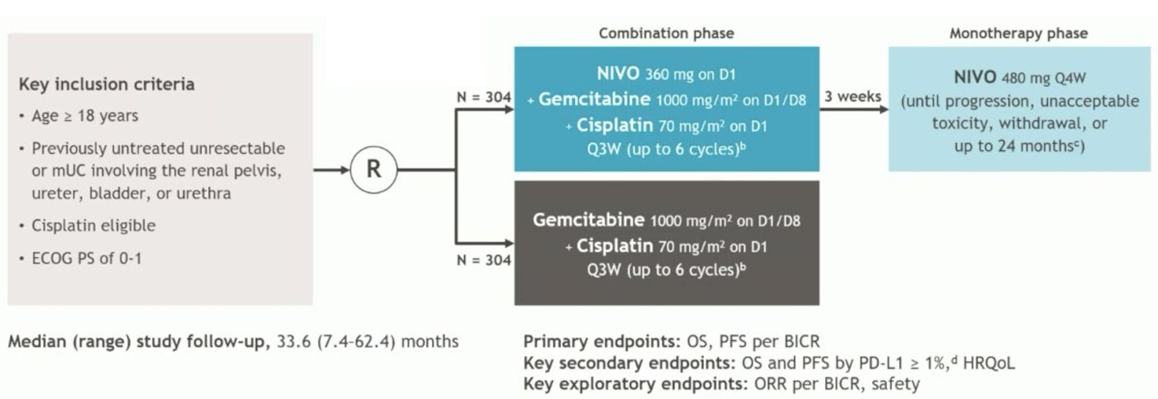 Key inclusion criteria
• Age ≥ 18 years
• Previously untreated unresectable
or mUC involving the renal pelvis,
ureter, bladder, or urethra
• Cisplatin eligible
• ECOG PS of 0-1
R
N = 304
N = 304
Combination phase
NIVO 360 mg on D1
+ Gemcitabine 1000 mg/m² on D1/D8
+ Cisplatin 70 mg/m² on D1
Q3W (up to 6 cycles)ᵇ
Gemcitabine 1000 mg/m² on D1/D8
+ Cisplatin 70 mg/m² on D1
Q3W (up to 6 cycles)ᵇ
3 weeks
Monotherapy phase
NIVO 480 mg Q4W
(until progression, unacceptable
toxicity, withdrawal, or
up to 24 monthsᶜ)
Median (range) study follow-up, 33.6 (7.4-62.4) months
Primary endpoints: OS, PFS per BICR
Key secondary endpoints: OS and PFS by PD-L1 ≥ 1%,ᵈ HRQoL
Key exploratory endpoints: ORR per BICR, safety